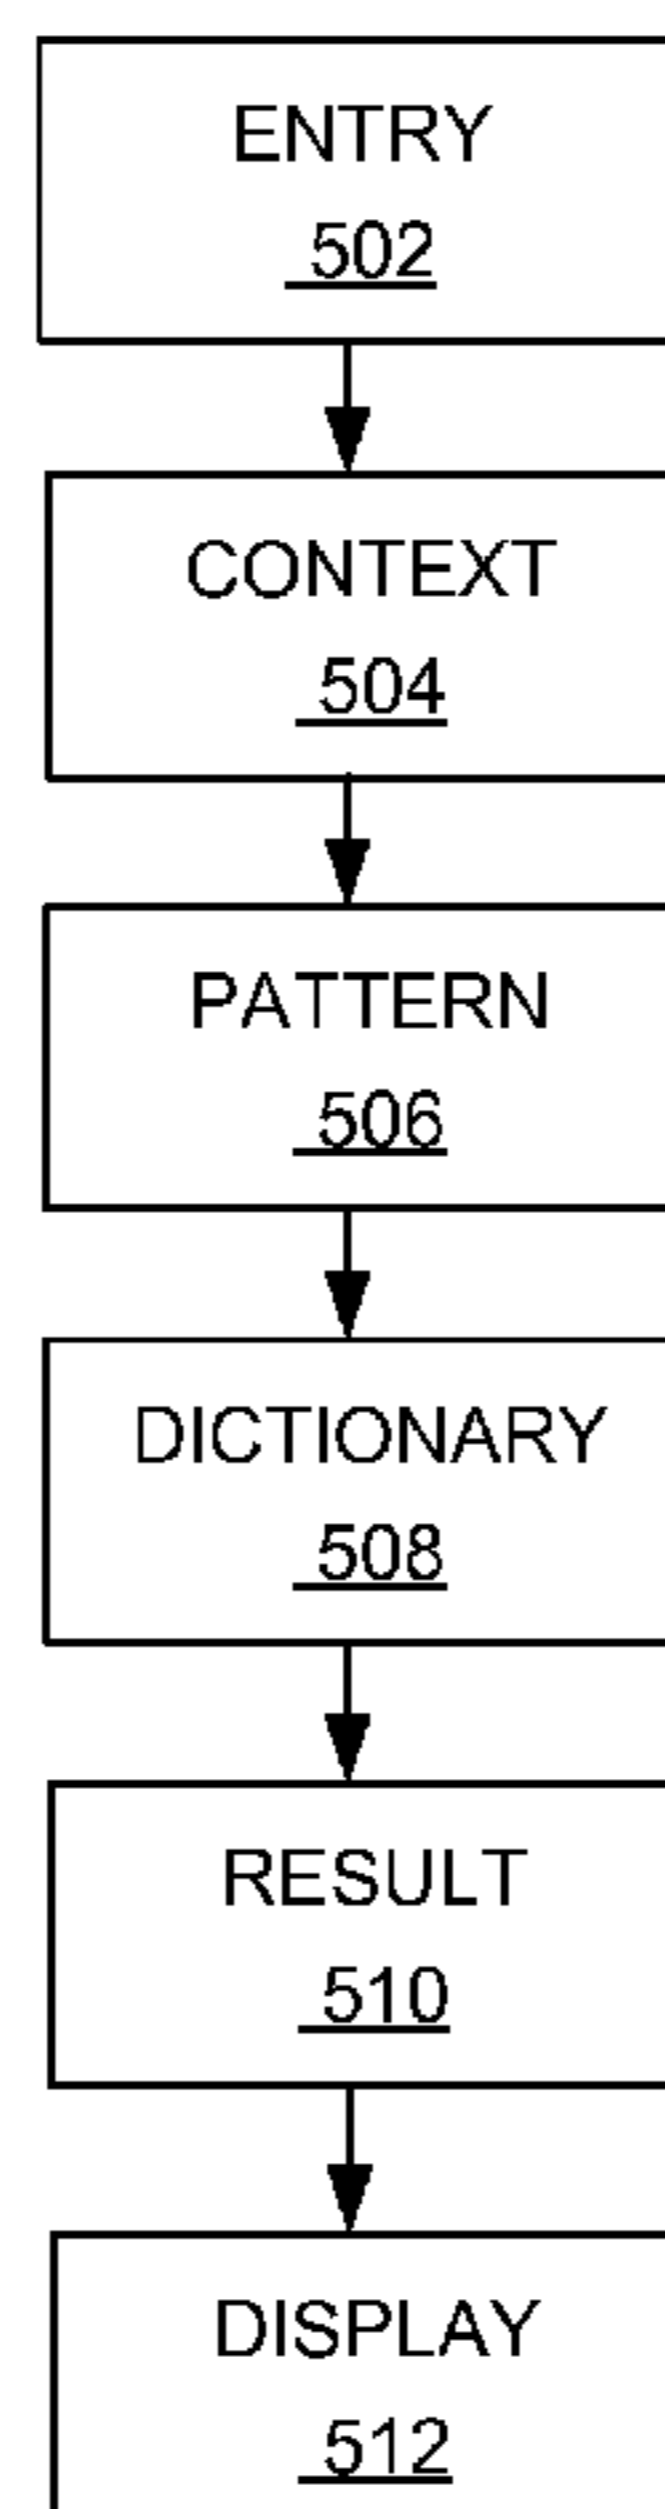 ENTRY
502
CONTEXT
504
PATTERN
506
DICTIONARY
508
RESULT
510
DISPLAY
512